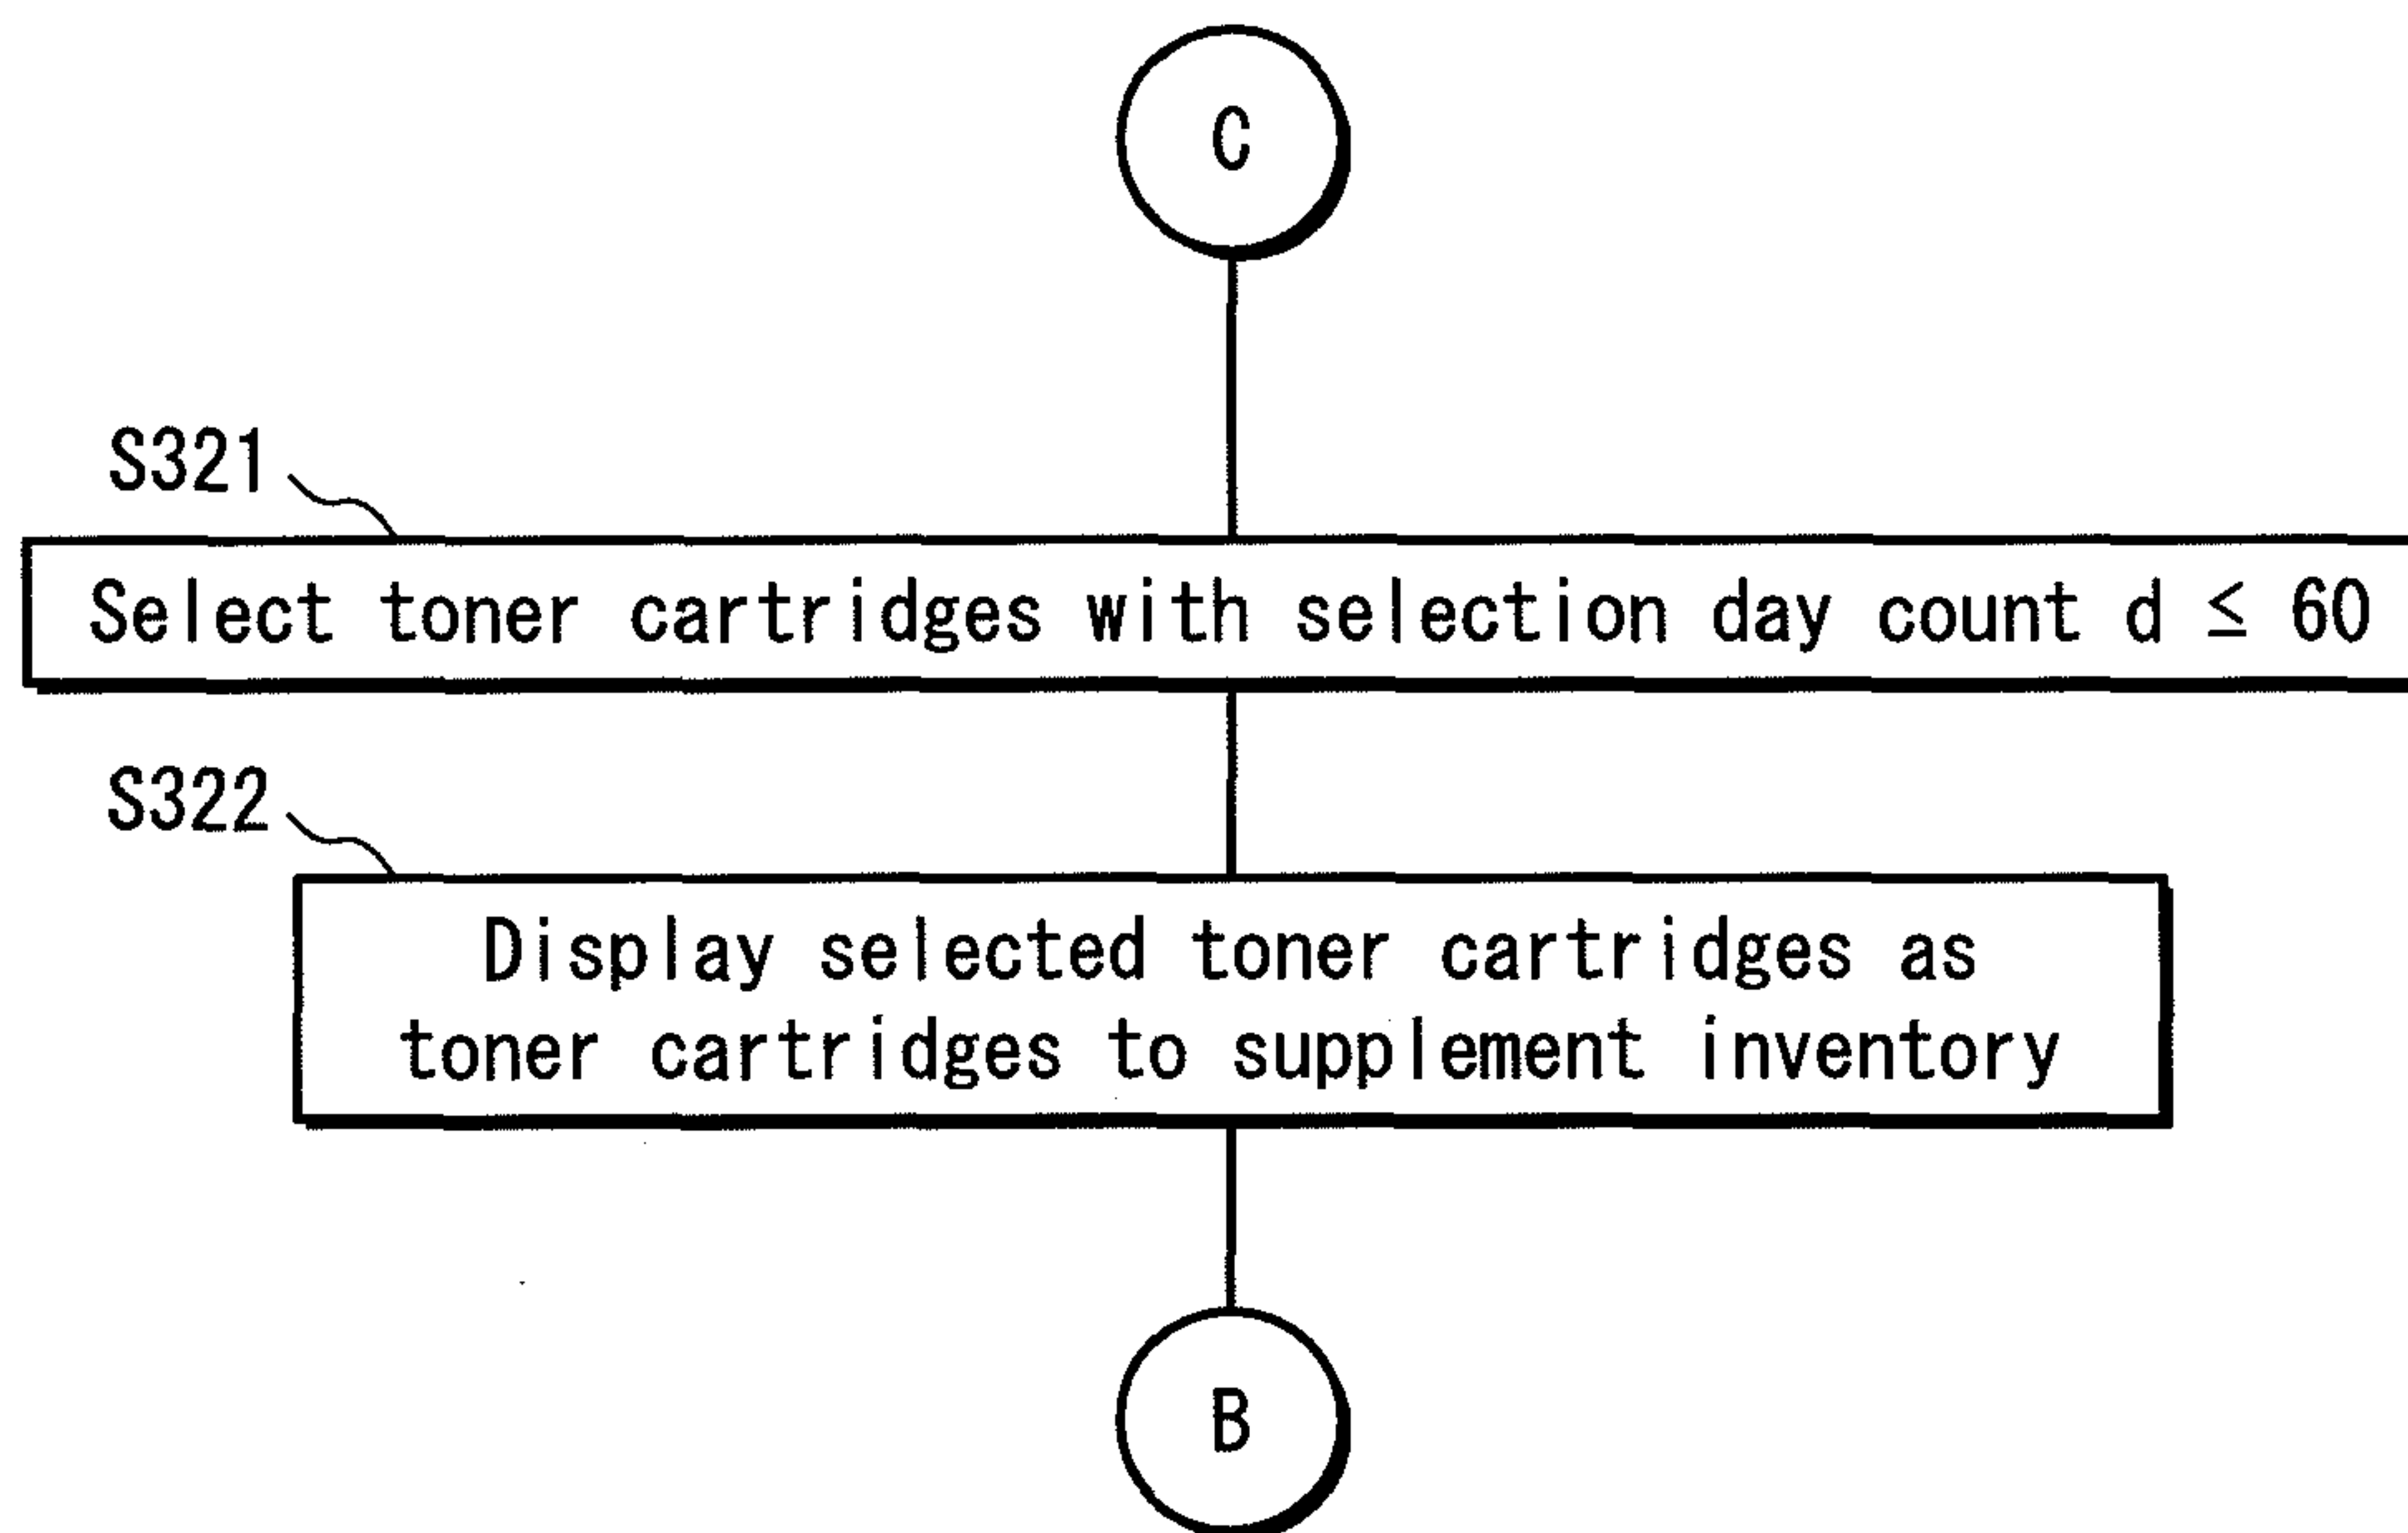 C
S321
Select toner cartridges with selection day count d ≤ 60
S322
Display selected toner cartridges as
toner cartridges to supplement inventory
B